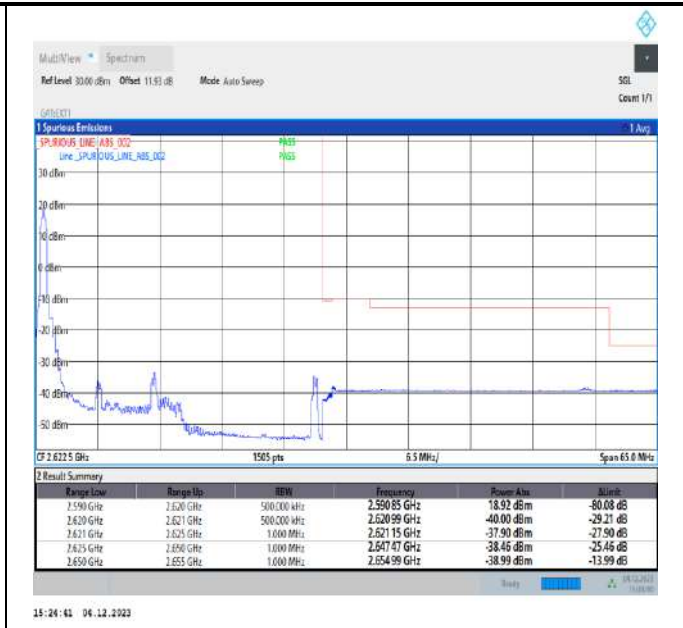 MultiView Spectrum
Ref Level 30.00 dBm Offset 11.93 dB Mode Auto Sweep SGL
Count 1/1
1 Spurious Emissions 1 Avg
SPURIOUS_LINE_ABS_002 PASS
Line _SPURIOUS_LINE_ABS_002 PASS
30 dBm
20 dBm
10 dBm
0 dBm
-10 dBm
-20 dBm
-30 dBm
-40 dBm
-50 dBm
CF 2.6225 GHz 1505 pts 6.5 MHz/ Span 65.0 MHz
2 Result Summary
Range Low Range Up RBW Frequency Power Abs ΔLimit
2.590 GHz 2.620 GHz 500.000 kHz 2.59085 GHz 18.92 dBm -80.08 dB
2.620 GHz 2.621 GHz 500.000 kHz 2.62099 GHz -40.00 dBm -29.21 dB
2.621 GHz 2.625 GHz 1.000 MHz 2.62115 GHz -37.90 dBm -27.90 dB
2.625 GHz 2.650 GHz 1.000 MHz 2.64747 GHz -38.46 dBm -25.46 dB
2.650 GHz 2.655 GHz 1.000 MHz 2.65499 GHz -38.99 dBm -13.99 dB
Ready 04.12.2023
15:24:41 04.12.2023